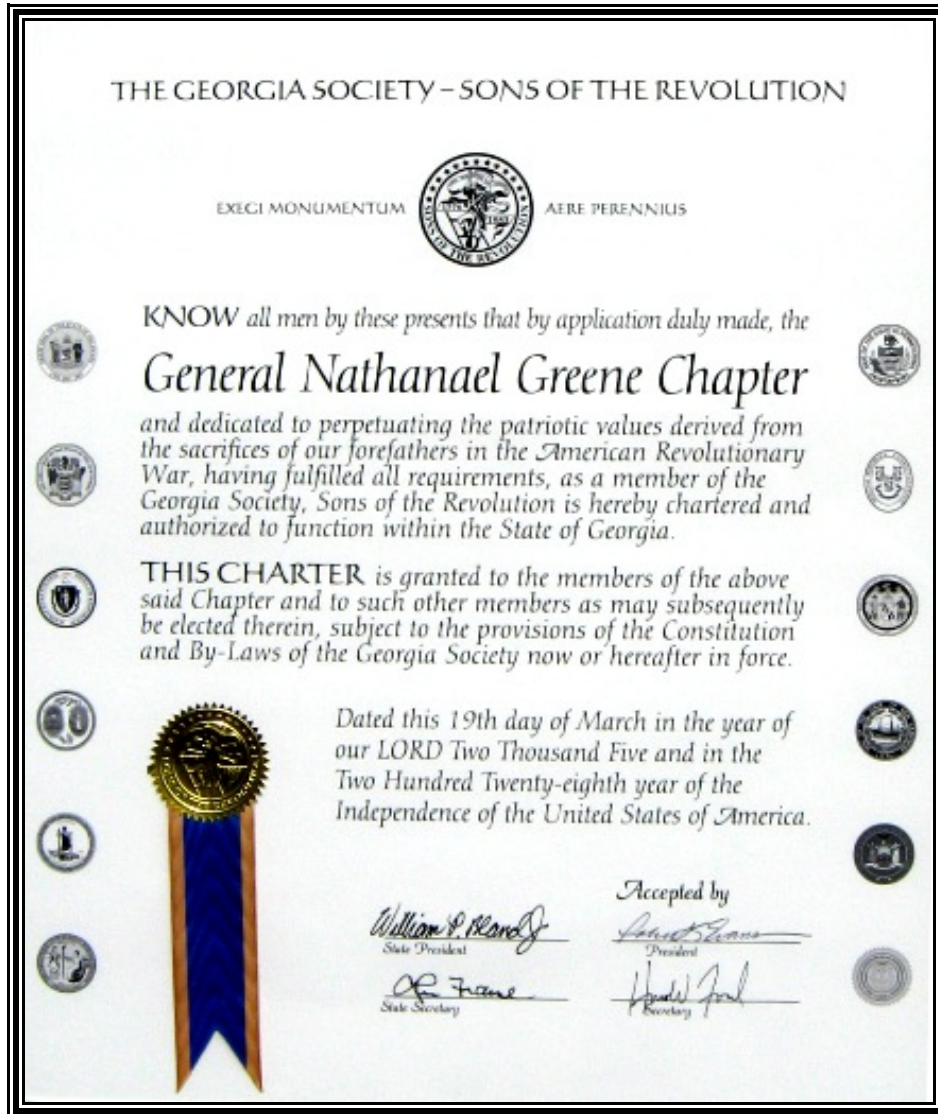 THE GEORGIA SOCIETY – SONS OF THE REVOLUTION
EXEGI MONUMENTUM AERE PERENNIUS
SONS OF THE REVOLUTION
KNOW all men by these presents that by application duly made, the
General Nathanael Greene Chapter
and dedicated to perpetuating the patriotic values derived from
the sacrifices of our forefathers in the American Revolutionary
War, having fulfilled all requirements, as a member of the
Georgia Society, Sons of the Revolution is hereby chartered and
authorized to function within the State of Georgia.
THIS CHARTER is granted to the members of the above
said Chapter and to such other members as may subsequently
be elected therein, subject to the provisions of the Constitution
and By-Laws of the Georgia Society now or hereafter in force.
Dated this 19th day of March in the year of
our LORD Two Thousand Five and in the
Two Hundred Twenty-eighth year of the
Independence of the United States of America.
Accepted by
William P. Bland Jr
State President
President
State Secretary
Secretary